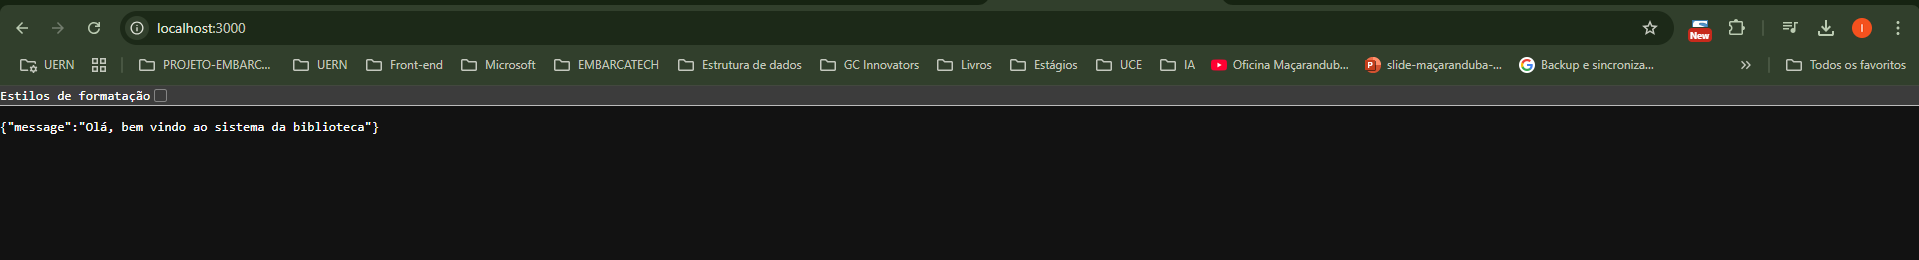 localhost:3000
New
I
UERN PROJETO-EMBARC... UERN Front-end Microsoft EMBARCATECH Estrutura de dados GC Innovators Livros Estágios UCE IA Oficina Maçarandub... slide-maçaranduba-... Backup e sincroniza... » Todos os favoritos
Estilos de formatação
{"message":"Olá, bem vindo ao sistema da biblioteca"}